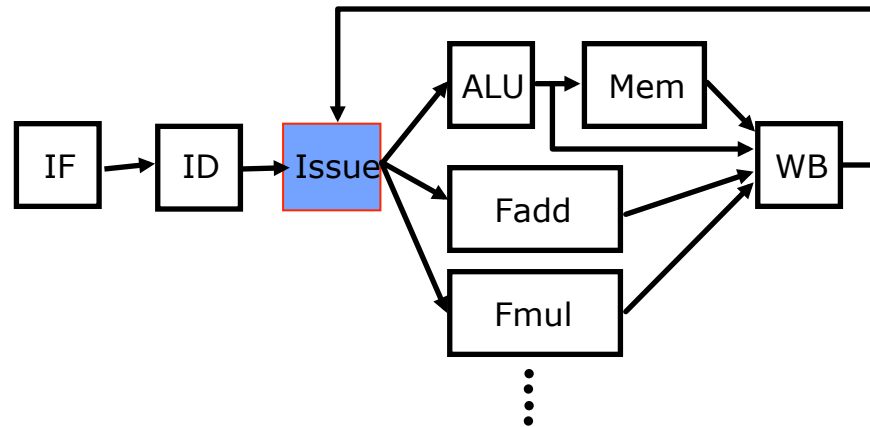 IF
ID
Issue
ALU
Mem
Fadd
Fmul
WB